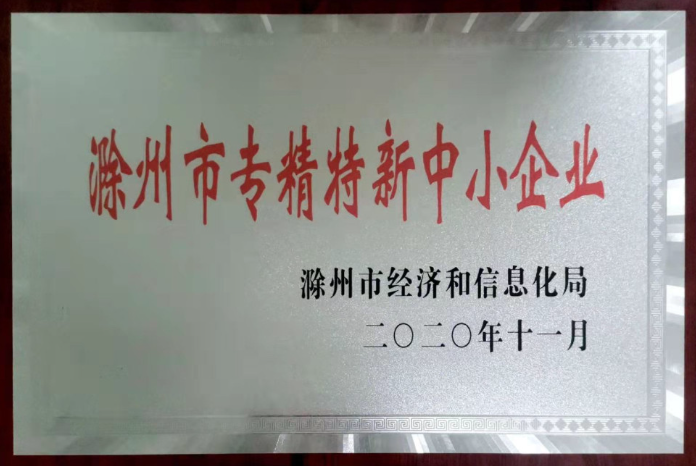 滁州市专精特新中小企业
滁州市经济和信息化局
二〇二〇年十一月